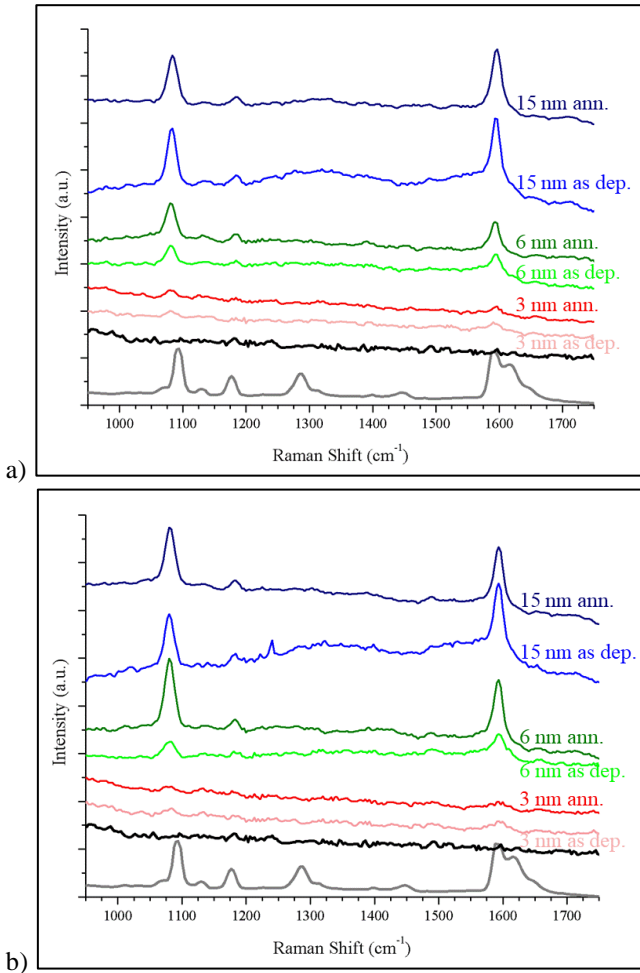 15 nm ann.
15 nm as dep.
6 nm ann.
6 nm as dep.
3 nm ann.
3 nm as dep.
Intensity (a.u.)
1000 1100 1200 1300 1400 1500 1600 1700
Raman Shift (cm⁻¹)
a)
15 nm ann.
15 nm as dep.
6 nm ann.
6 nm as dep.
3 nm ann.
3 nm as dep.
Intensity (a.u.)
1000 1100 1200 1300 1400 1500 1600 1700
Raman Shift (cm⁻¹)
b)